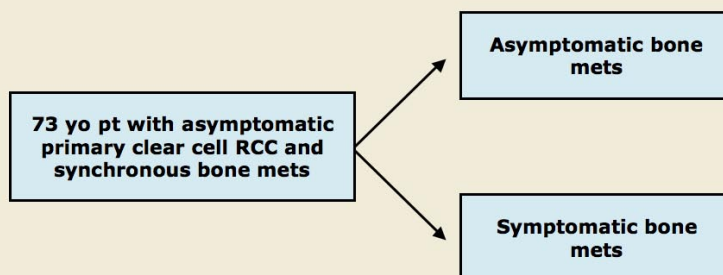 73 yo pt with asymptomatic
primary clear cell RCC and
synchronous bone mets
Asymptomatic bone
mets
Symptomatic bone
mets